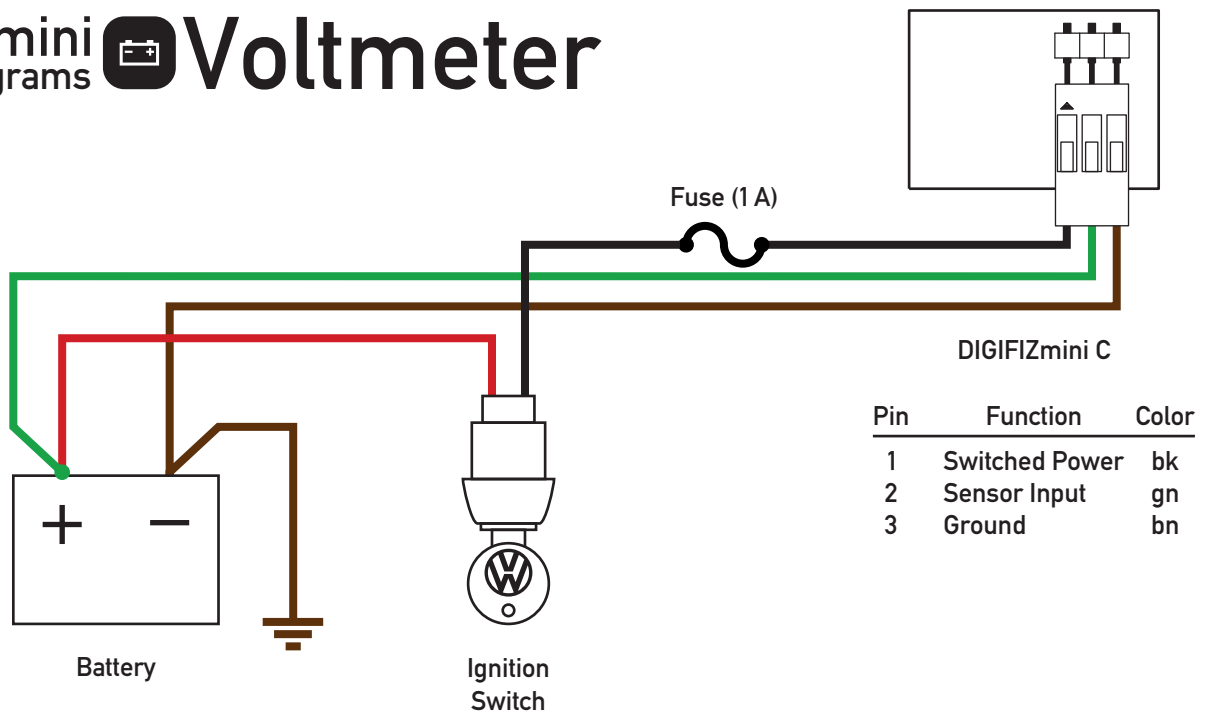 mini Voltmeter
grams
Fuse (1 A)
DIGIFIZmini C
Pin Function Color
1 Switched Power bk
2 Sensor Input gn
3 Ground bn
+ −
Battery
Ignition
Switch